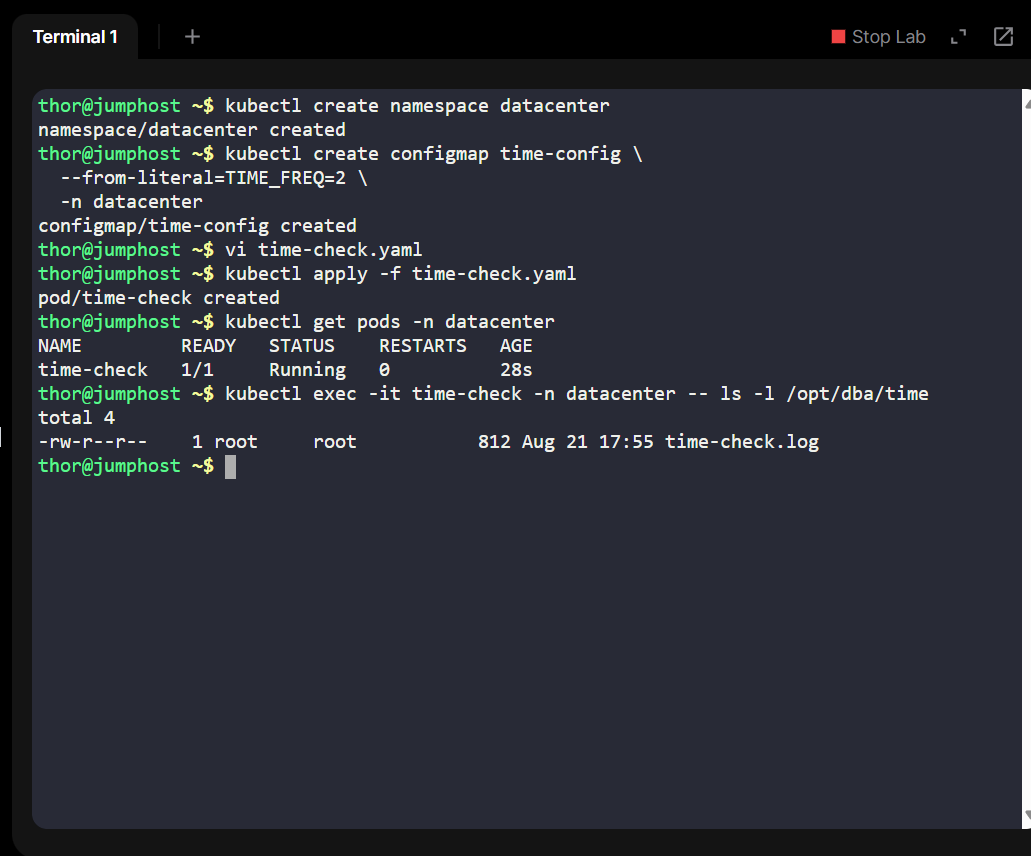 Terminal 1
Stop Lab
thor@jumphost ~$ kubectl create namespace datacenter
namespace/datacenter created
thor@jumphost ~$ kubectl create configmap time-config \
  --from-literal=TIME_FREQ=2 \
  -n datacenter
configmap/time-config created
thor@jumphost ~$ vi time-check.yaml
thor@jumphost ~$ kubectl apply -f time-check.yaml
pod/time-check created
thor@jumphost ~$ kubectl get pods -n datacenter
NAME         READY   STATUS    RESTARTS   AGE
time-check   1/1     Running   0          28s
thor@jumphost ~$ kubectl exec -it time-check -n datacenter -- ls -l /opt/dba/time
total 4
-rw-r--r--    1 root     root           812 Aug 21 17:55 time-check.log
thor@jumphost ~$